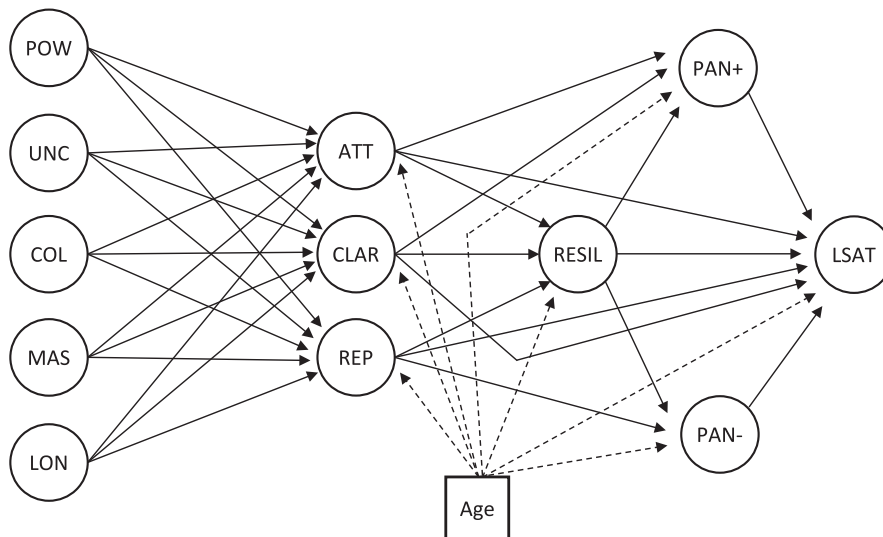 POW
UNC
COL
MAS
LON
ATT
CLAR
REP
RESIL
PAN+
PAN-
LSAT
Age